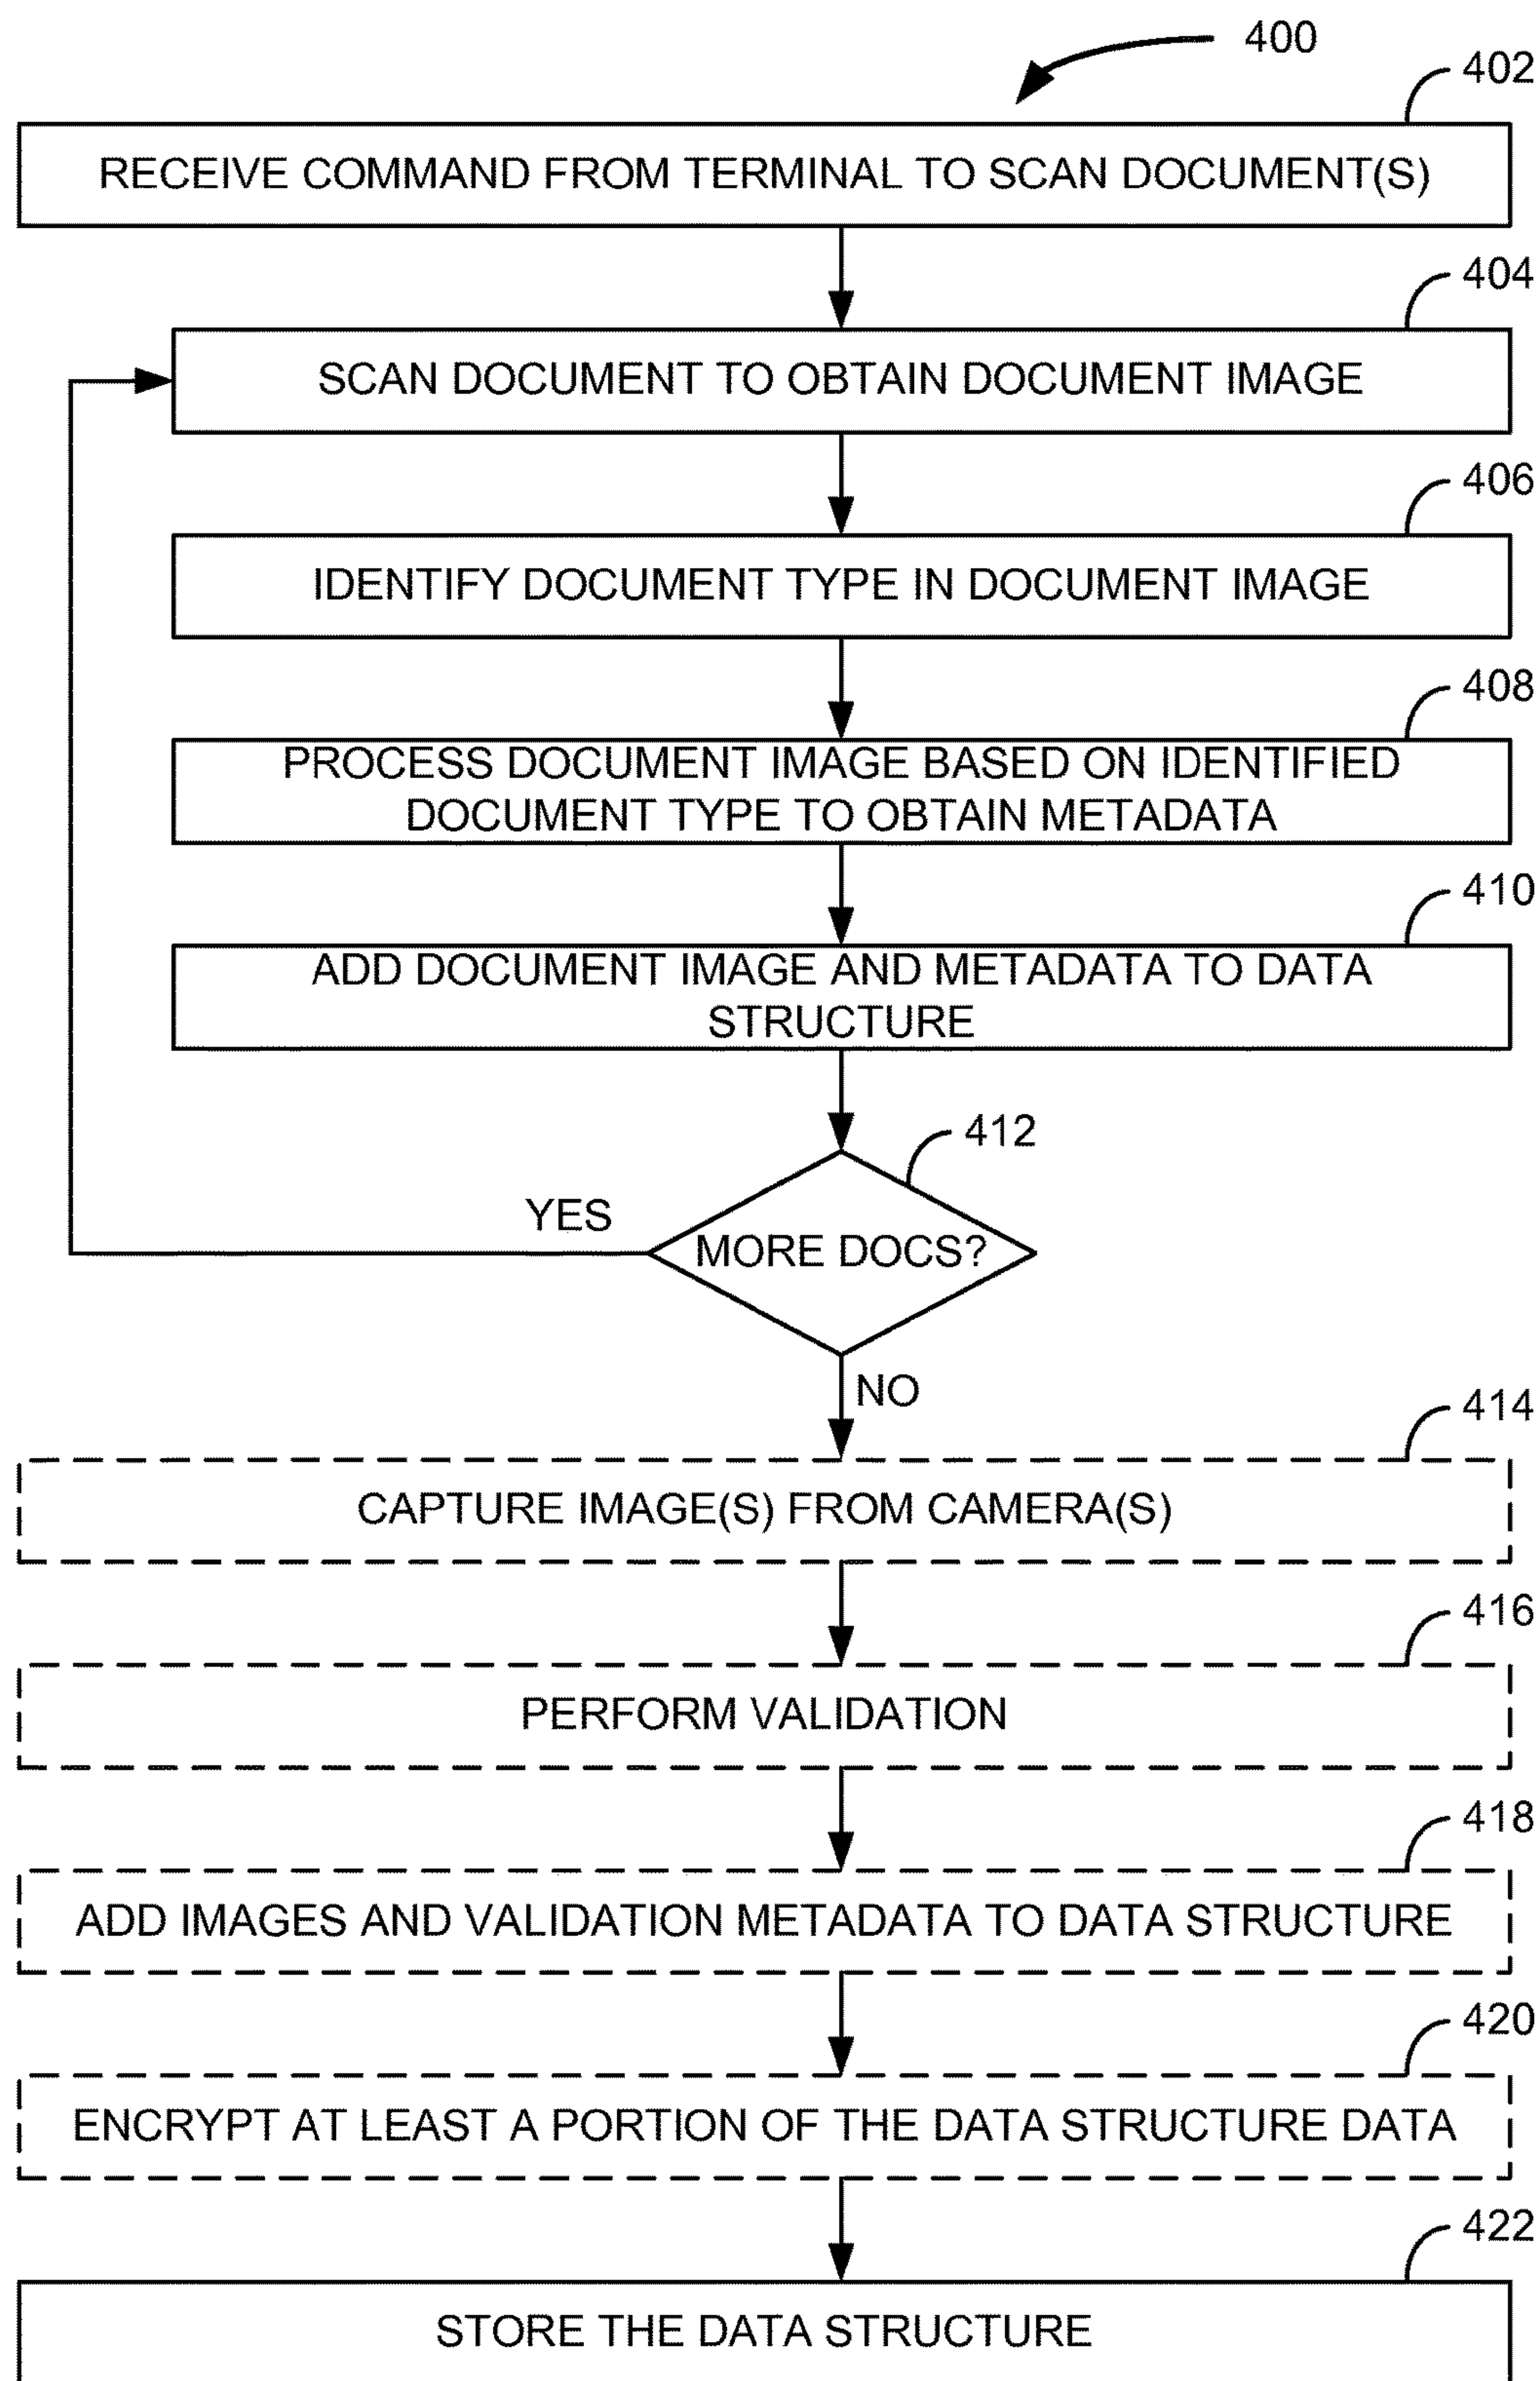 400
402
RECEIVE COMMAND FROM TERMINAL TO SCAN DOCUMENT(S)
404
SCAN DOCUMENT TO OBTAIN DOCUMENT IMAGE
406
IDENTIFY DOCUMENT TYPE IN DOCUMENT IMAGE
408
PROCESS DOCUMENT IMAGE BASED ON IDENTIFIED
DOCUMENT TYPE TO OBTAIN METADATA
410
ADD DOCUMENT IMAGE AND METADATA TO DATA
STRUCTURE
412
YES
MORE DOCS?
NO
414
CAPTURE IMAGE(S) FROM CAMERA(S)
416
PERFORM VALIDATION
418
ADD IMAGES AND VALIDATION METADATA TO DATA STRUCTURE
420
ENCRYPT AT LEAST A PORTION OF THE DATA STRUCTURE DATA
422
STORE THE DATA STRUCTURE